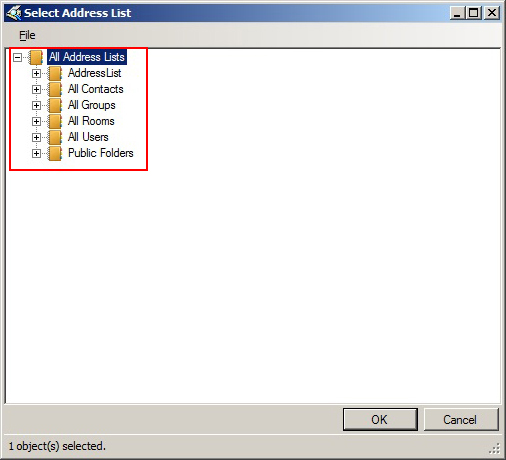 Select Address List
File
All Address Lists
AddressList
All Contacts
All Groups
All Rooms
All Users
Public Folders
OK Cancel
1 object(s) selected.